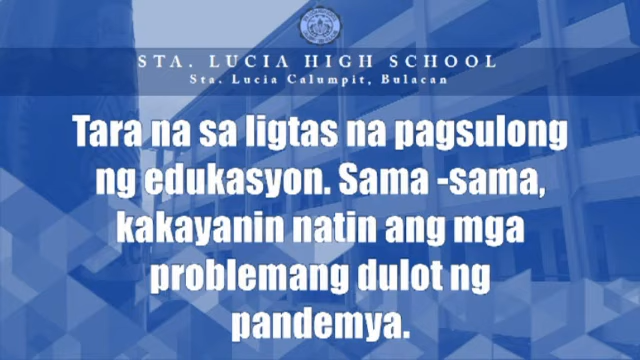 STA. LUCIA HIGH SCHOOL
Sta. Lucia Calumpit, Bulacan
Tara na sa ligtas na pagsulong
ng edukasyon. Sama -sama,
kakayanin natin ang mga
problemang dulot ng
pandemya.